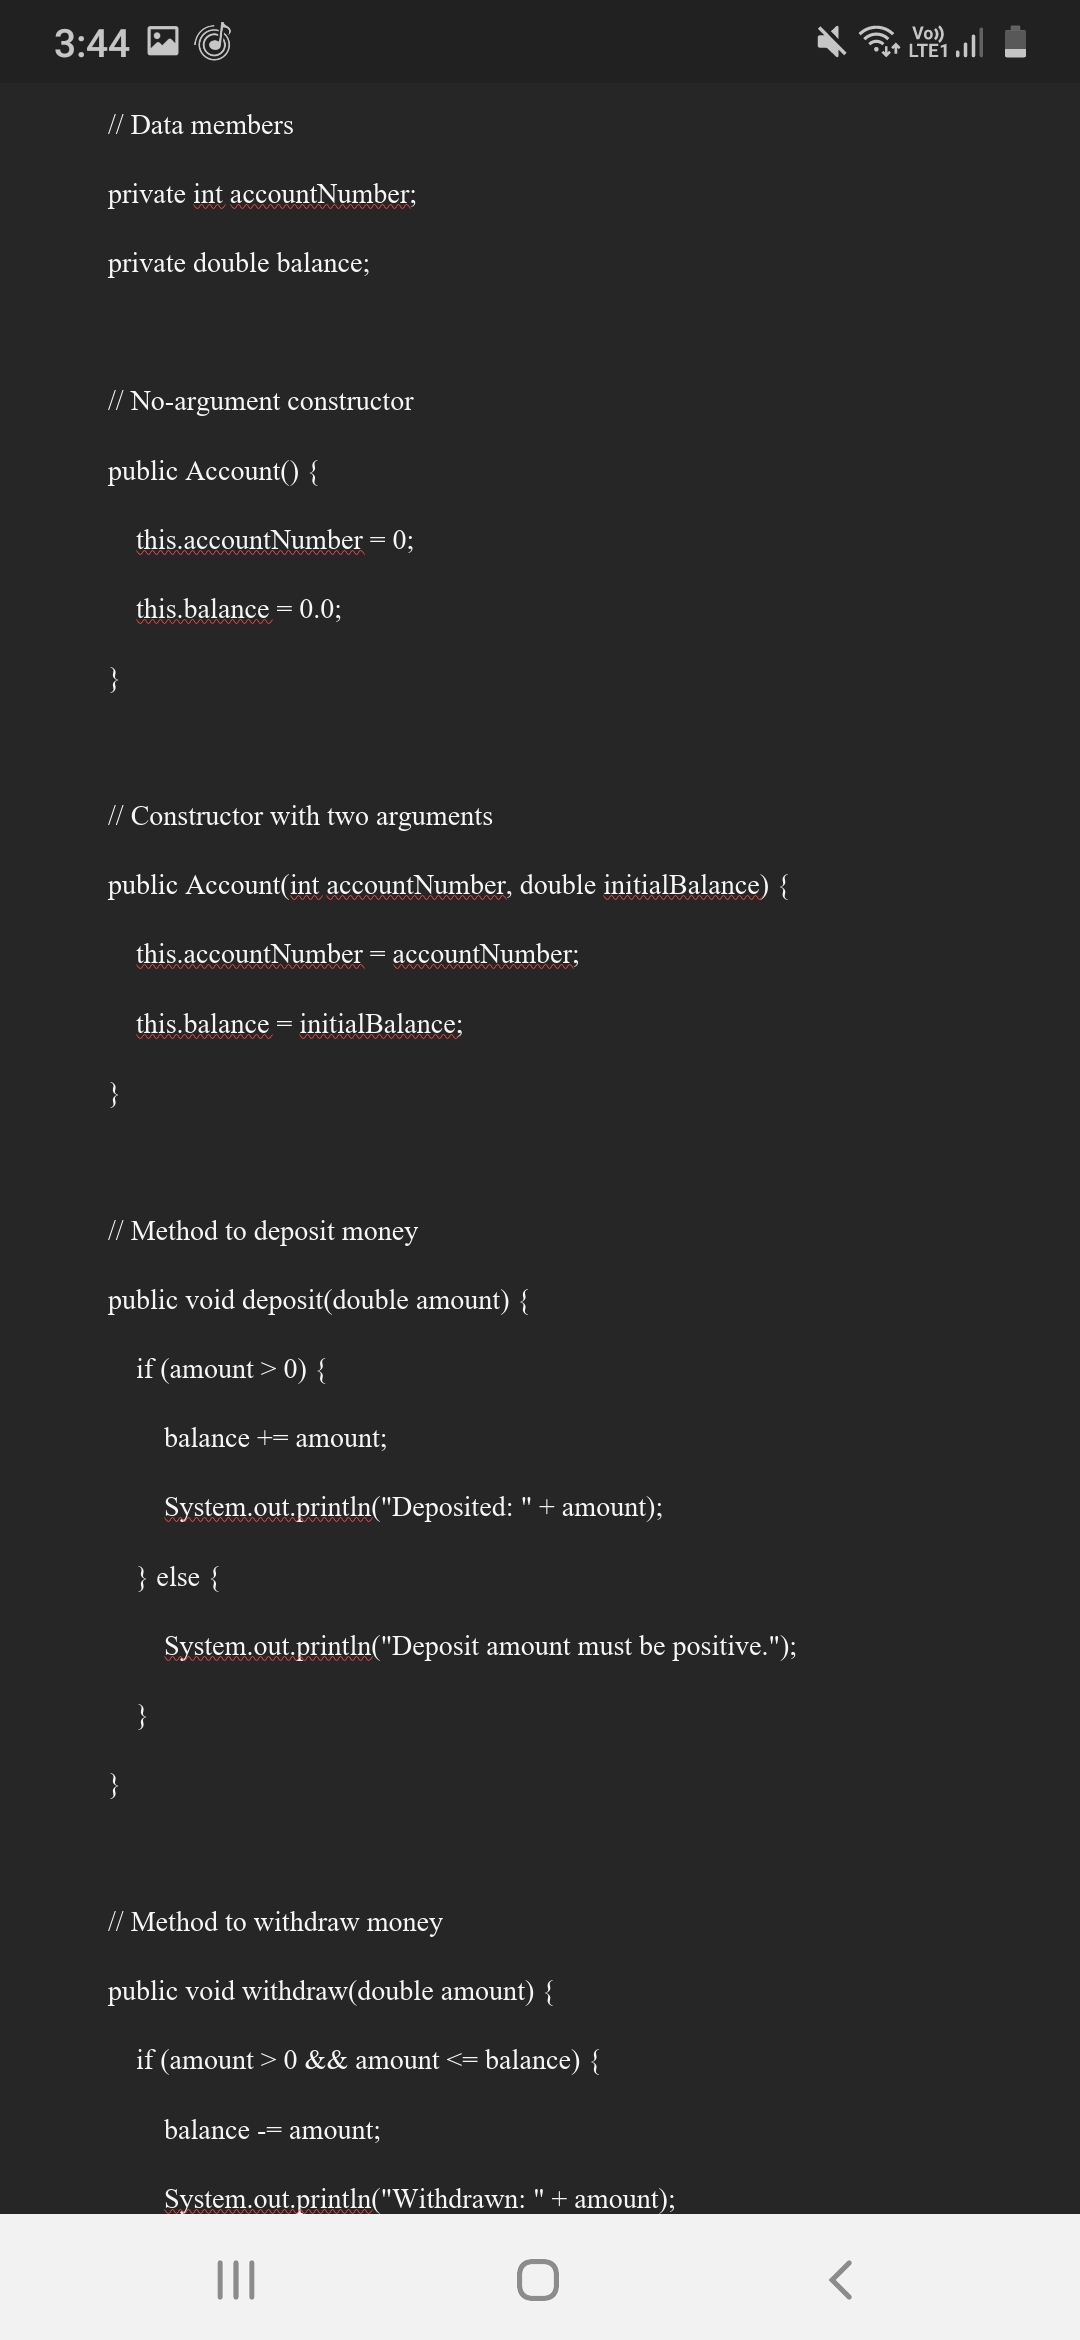 3:44
Vo))
LTE1
// Data members
private int accountNumber;
private double balance;
// No-argument constructor
public Account() {
this.accountNumber = 0;
this.balance = 0.0;
}
// Constructor with two arguments
public Account(int accountNumber, double initialBalance) {
this.accountNumber = accountNumber;
this.balance = initialBalance;
}
// Method to deposit money
public void deposit(double amount) {
if (amount > 0) {
balance += amount;
System.out.println("Deposited: " + amount);
} else {
System.out.println("Deposit amount must be positive.");
}
}
// Method to withdraw money
public void withdraw(double amount) {
if (amount > 0 && amount <= balance) {
balance -= amount;
System.out.println("Withdrawn: " + amount);